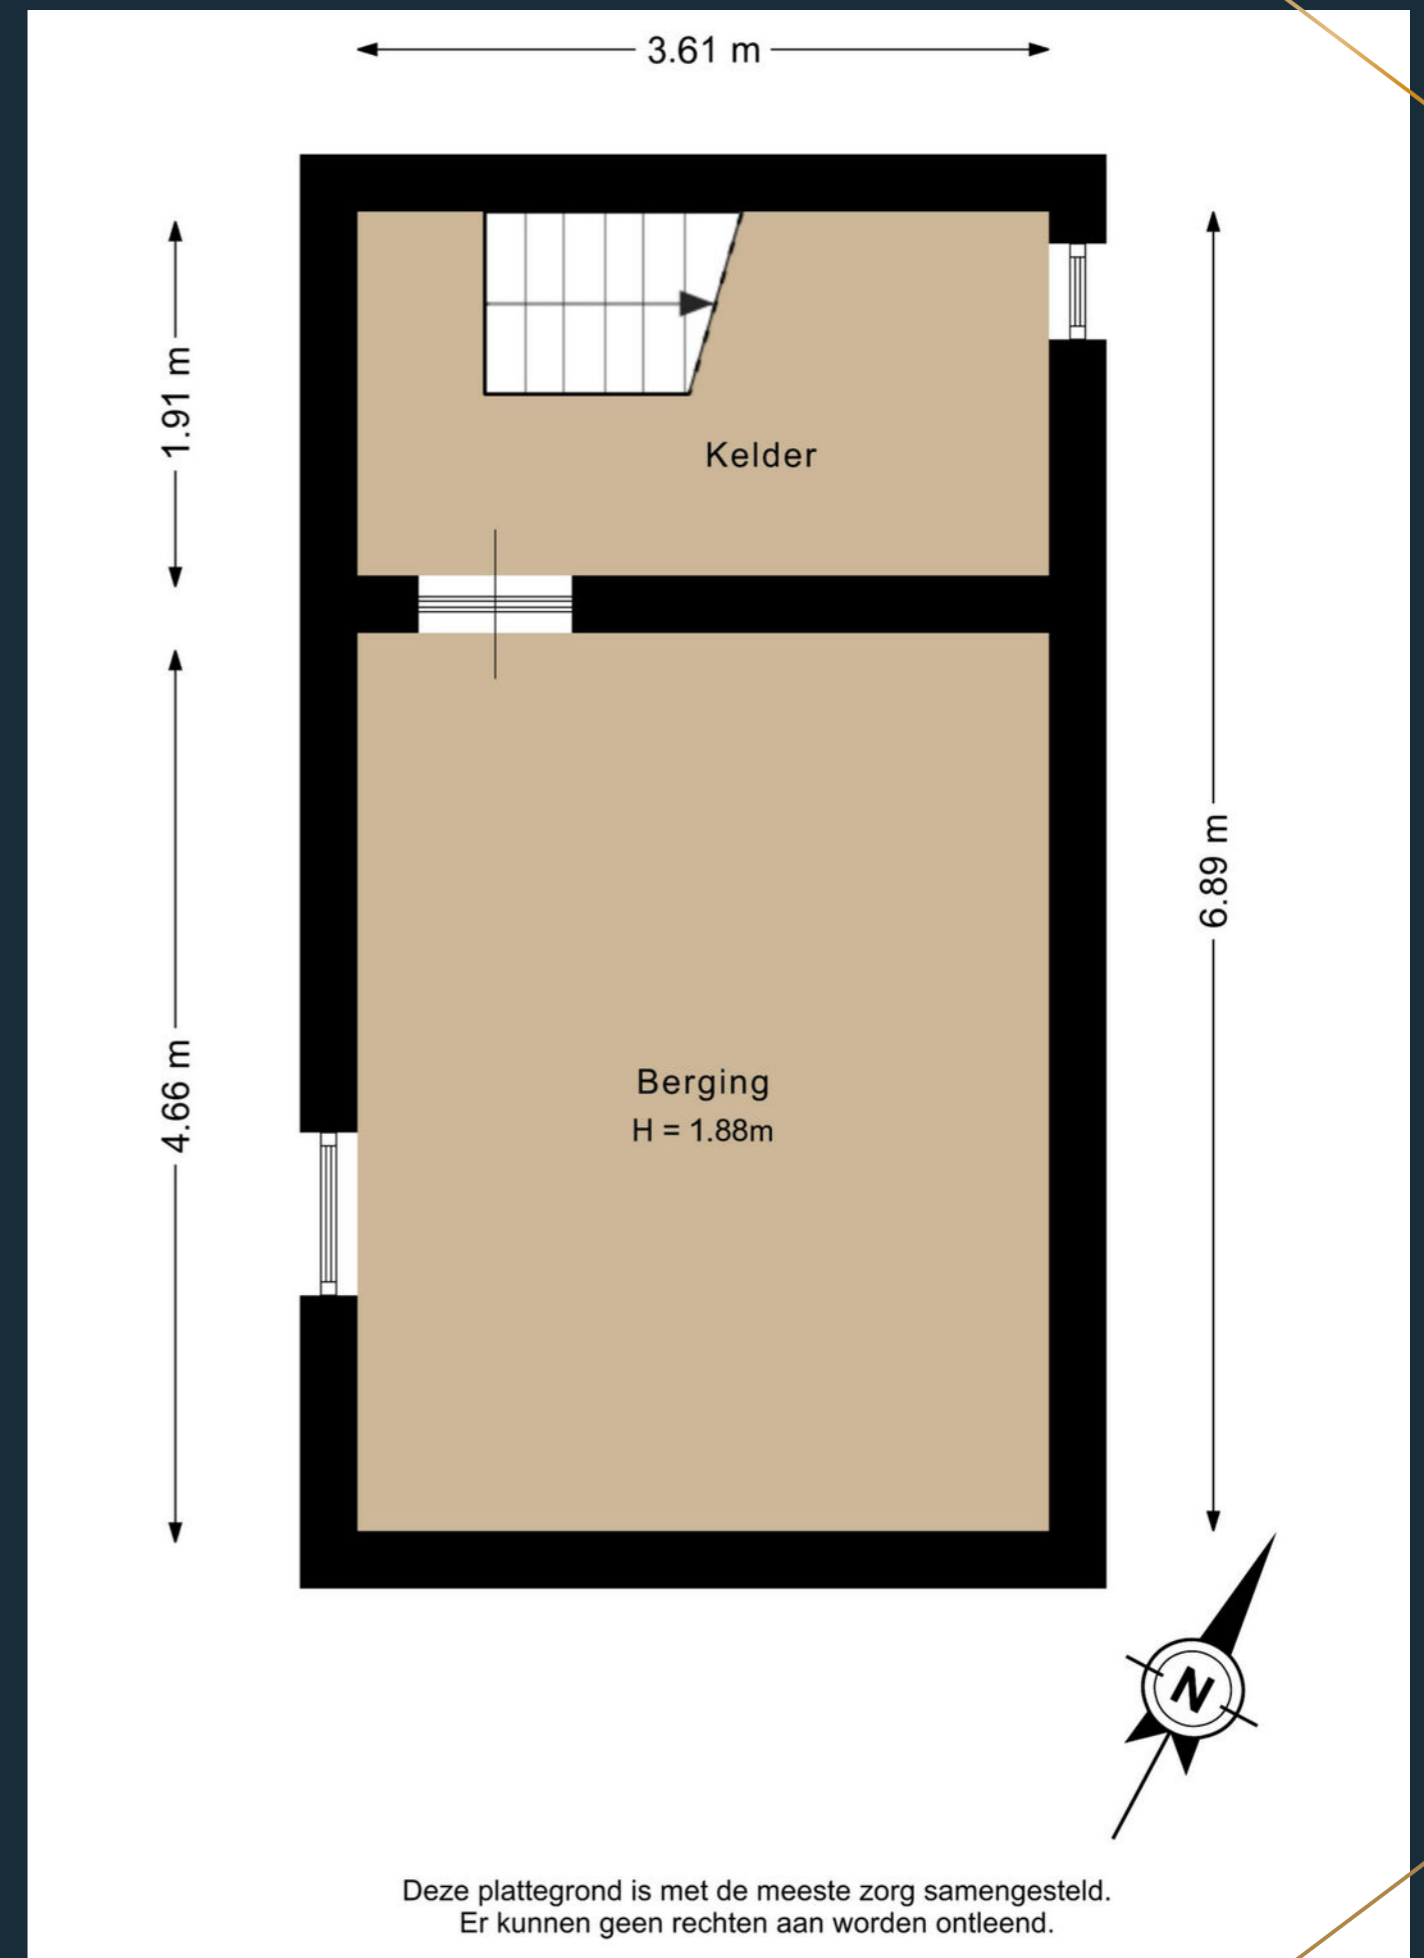 3.61 m
1.91 m
Kelder
6.89 m
4.66 m
Berging
H = 1.88m
N
Deze plattegrond is met de meeste zorg samengesteld.
Er kunnen geen rechten aan worden ontleend.